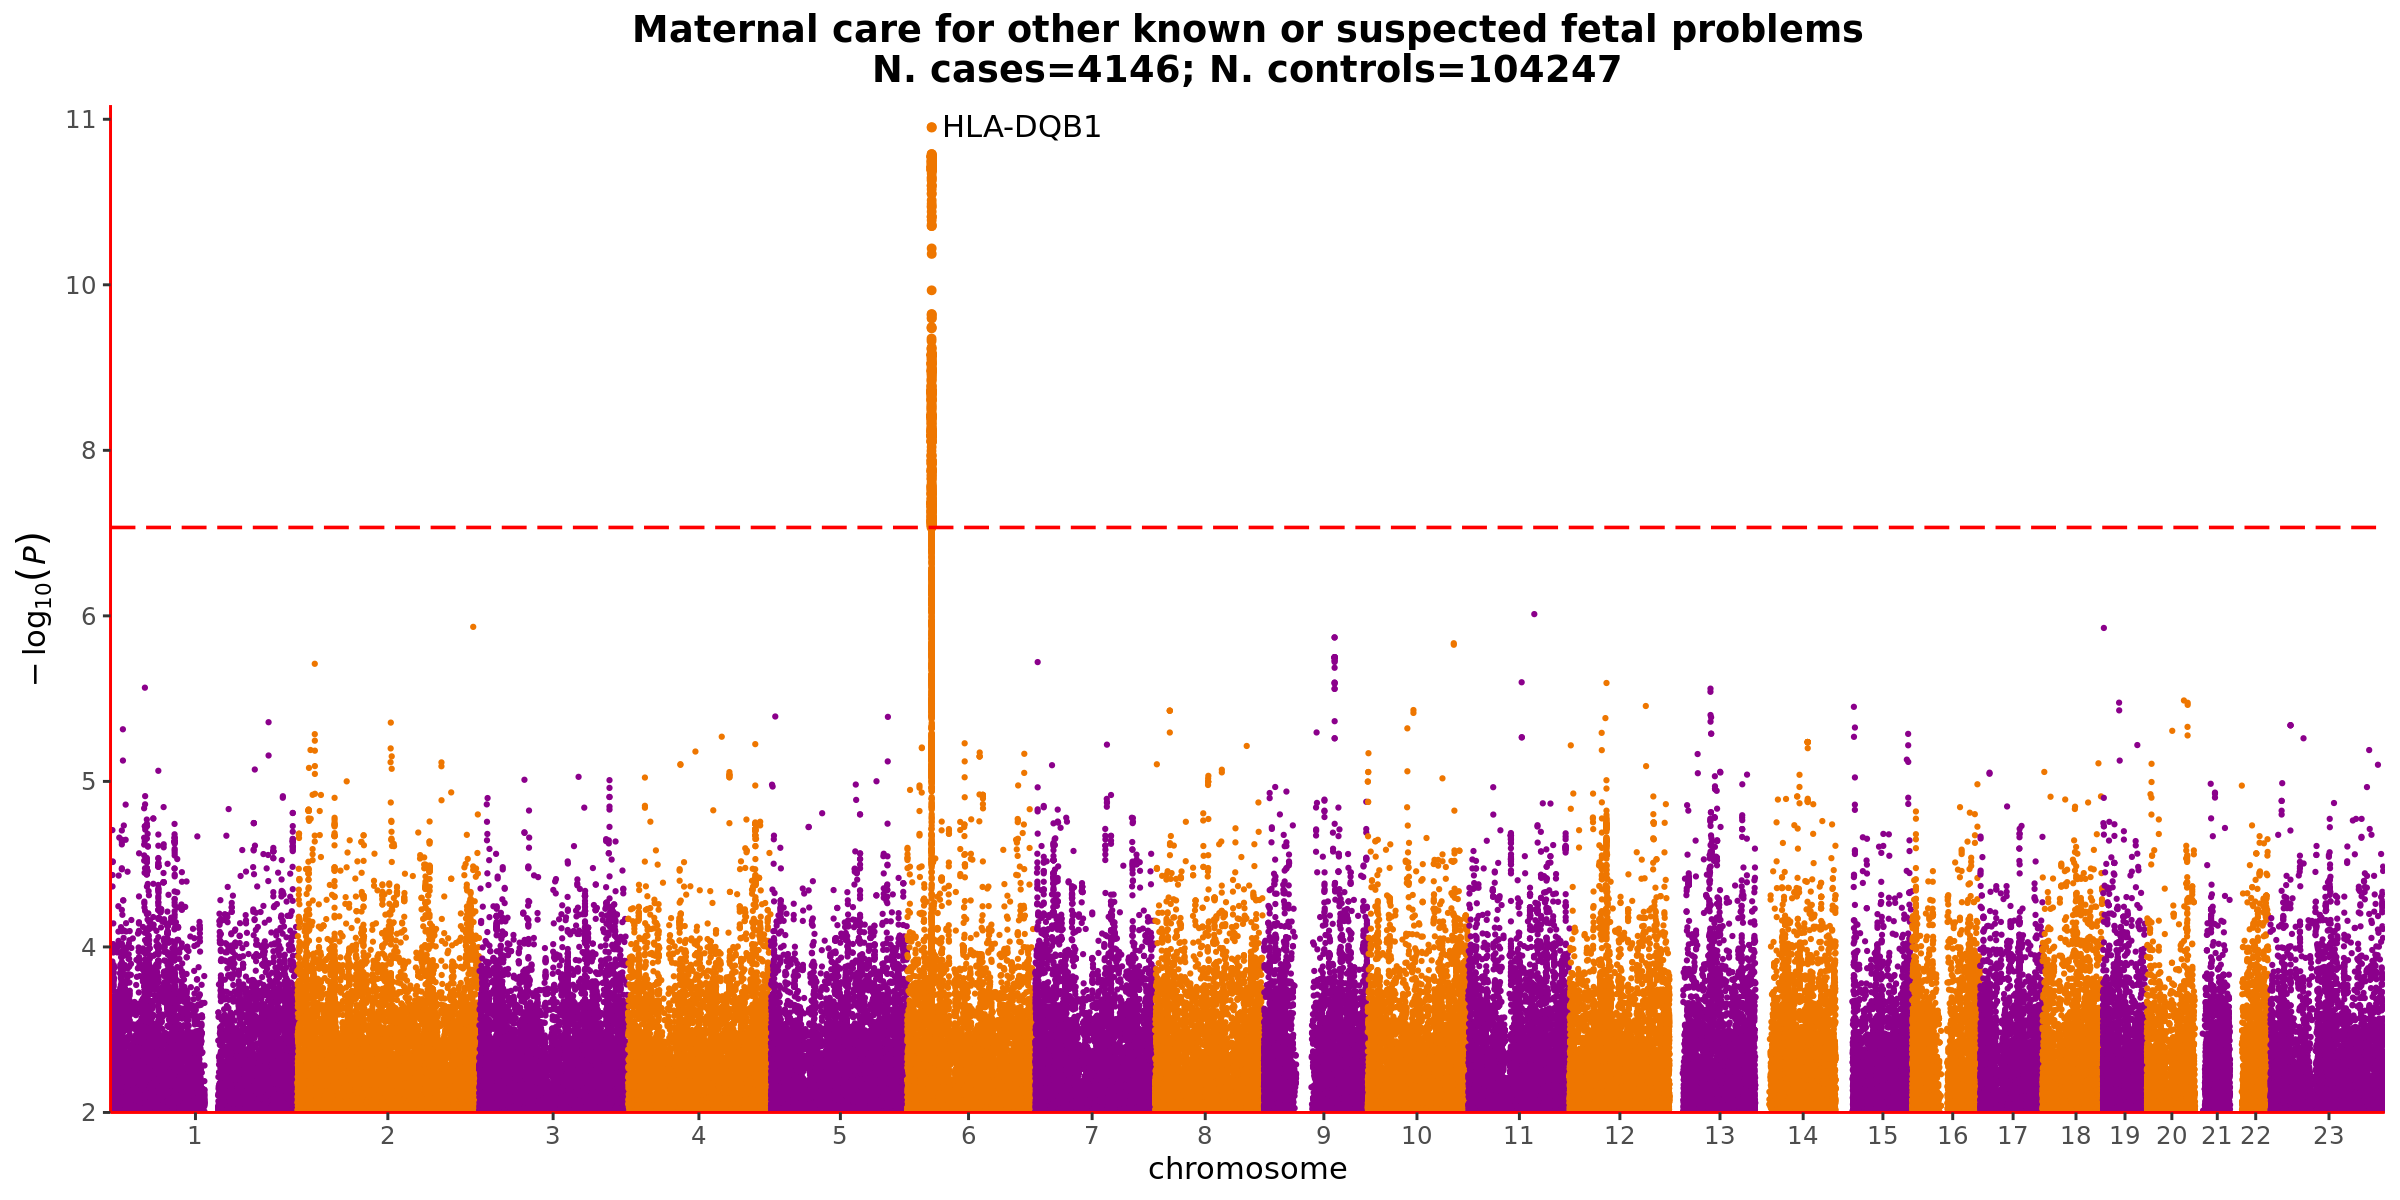 Maternal care for other known or suspected fetal problems
N. cases=4146; N. controls=104247
11
HLA-DQB1
10
8
6
5
4
2
−log₁₀(P)
1 2 3 4 5 6 7 8 9 10 11 12 13 14 15 16 17 18 19 20 21 22 23
chromosome